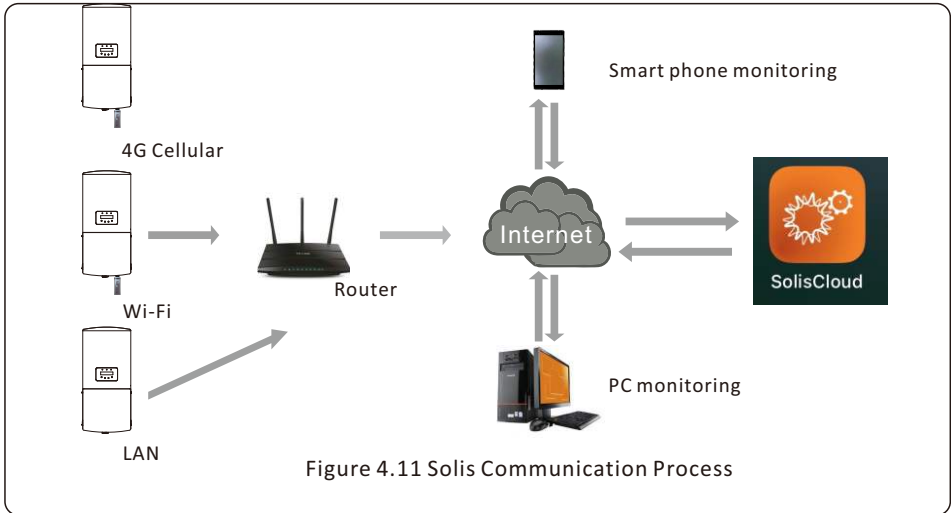 Smart phone monitoring
4G Cellular
Internet
Router
SolisCloud
Wi-Fi
PC monitoring
LAN
Figure 4.11 Solis Communication Process